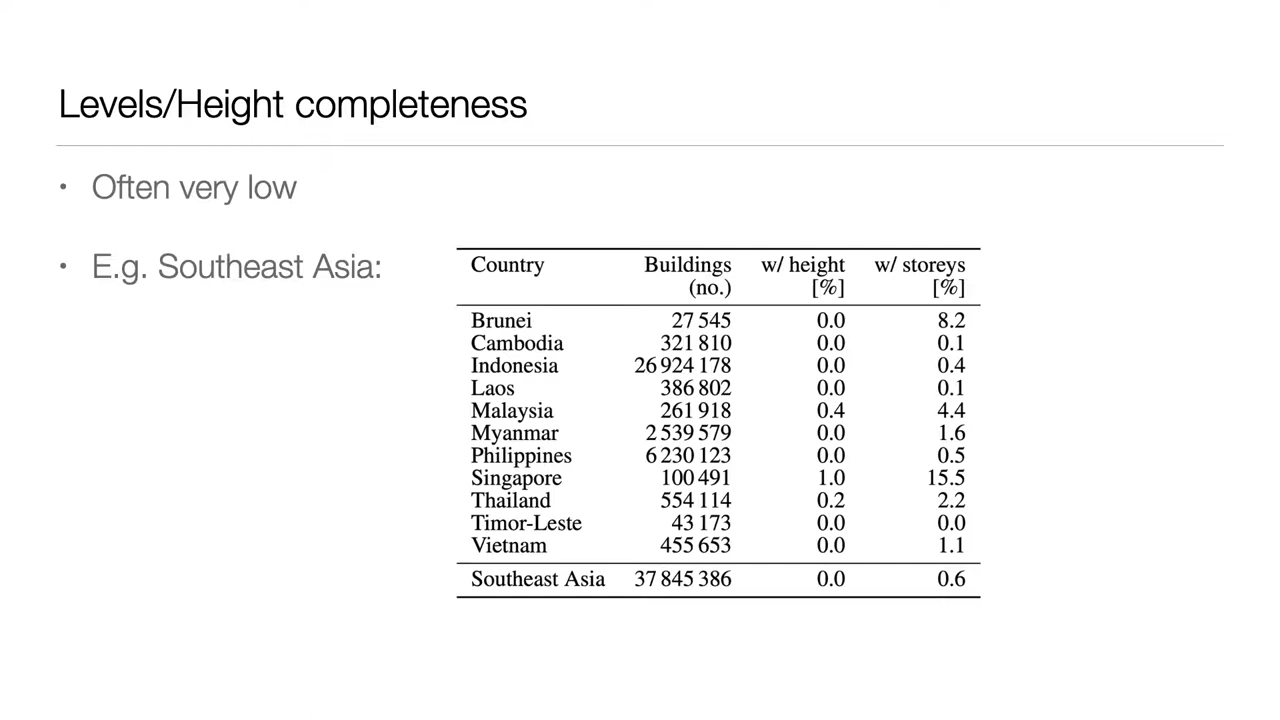 Levels/Height completeness
• Often very low
• E.g. Southeast Asia:
Country Buildings w/ height w/ storeys
(no.) [%] [%]
Brunei 27 545 0.0 8.2
Cambodia 321 810 0.0 0.1
Indonesia 26 924 178 0.0 0.4
Laos 386 802 0.0 0.1
Malaysia 261 918 0.4 4.4
Myanmar 2 539 579 0.0 1.6
Philippines 6 230 123 0.0 0.5
Singapore 100 491 1.0 15.5
Thailand 554 114 0.2 2.2
Timor-Leste 43 173 0.0 0.0
Vietnam 455 653 0.0 1.1
Southeast Asia 37 845 386 0.0 0.6